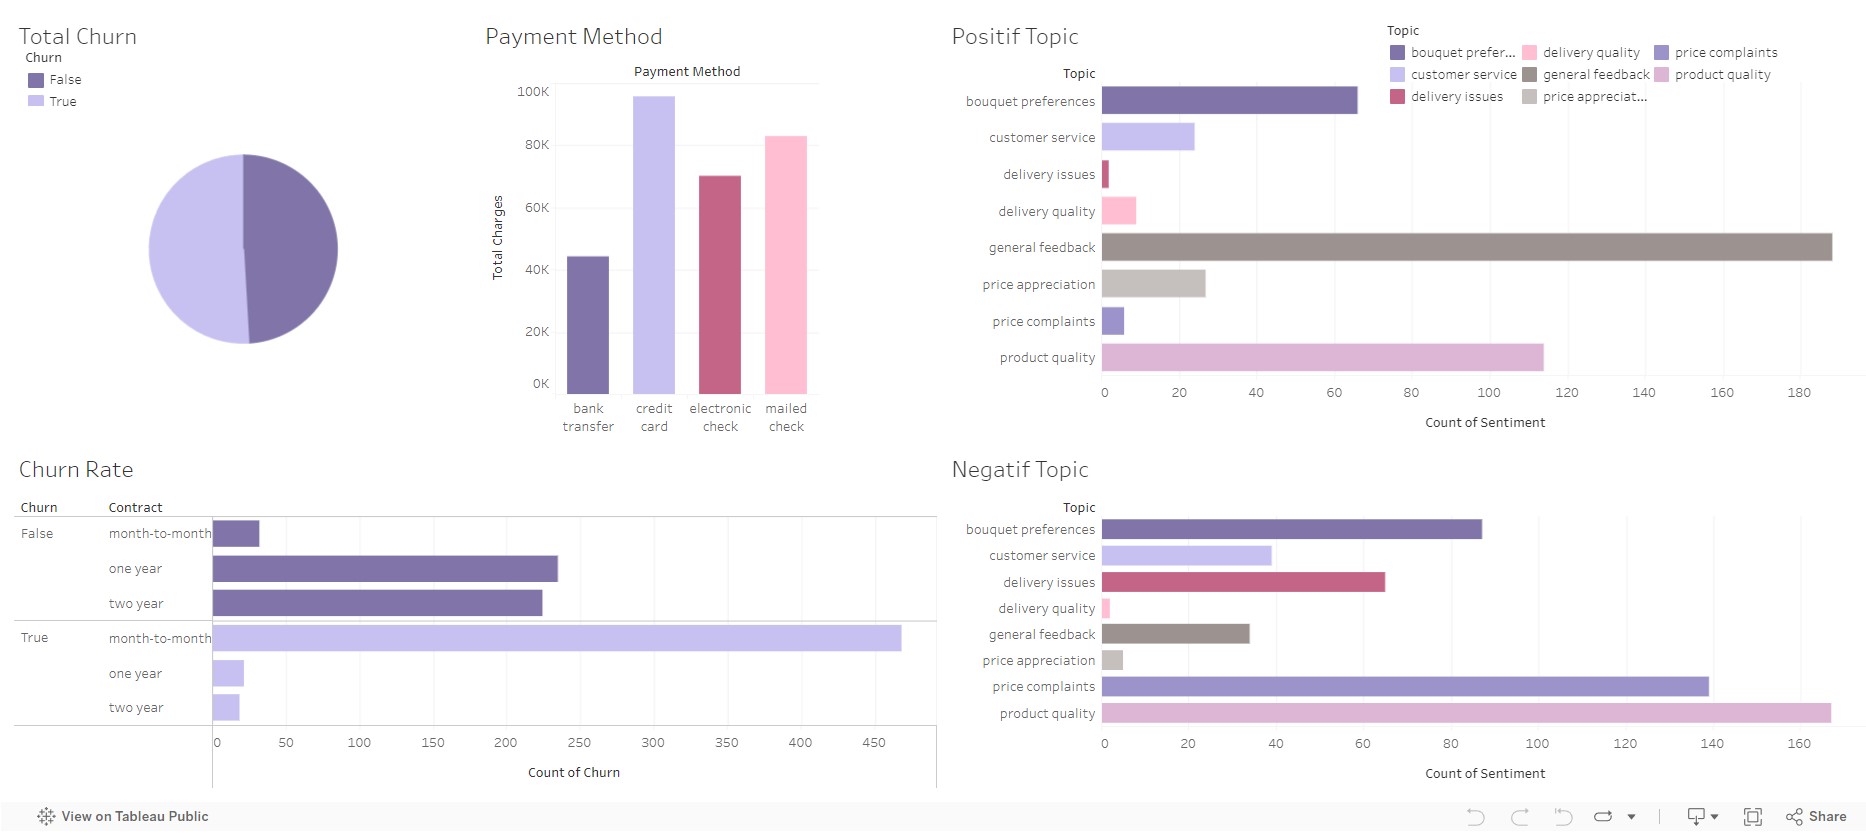 Total Churn
Churn
False
True
Payment Method
Payment Method
Total Charges
100K
80K
60K
40K
20K
0K
bank transfer
credit card
electronic check
mailed check
Positif Topic
Topic
bouquet prefer...
delivery quality
price complaints
customer service
general feedback
product quality
delivery issues
price appreciat...
Topic
bouquet preferences
customer service
delivery issues
delivery quality
general feedback
price appreciation
price complaints
product quality
0 20 40 60 80 100 120 140 160 180
Count of Sentiment
Churn Rate
Churn Contract
False month-to-month
one year
two year
True month-to-month
one year
two year
0 50 100 150 200 250 300 350 400 450
Count of Churn
Negatif Topic
Topic
bouquet preferences
customer service
delivery issues
delivery quality
general feedback
price appreciation
price complaints
product quality
0 20 40 60 80 100 120 140 160
Count of Sentiment
View on Tableau Public
Share